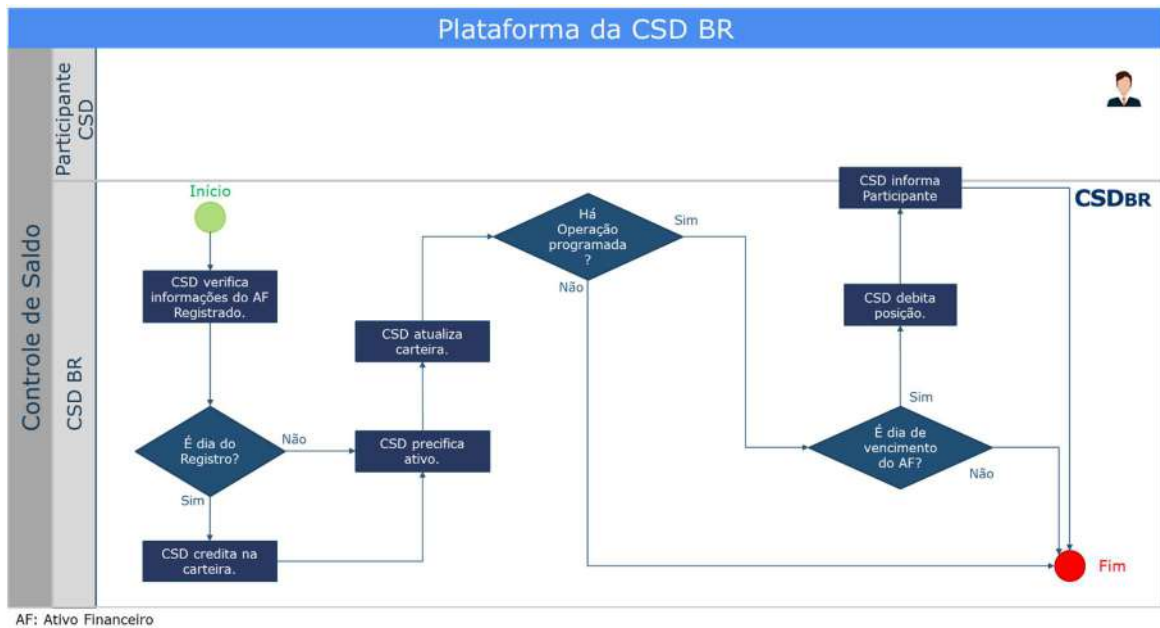 Plataforma da CSD BR
Controle de Saldo
Participante
CSD
CSD BR
Início
CSD verifica
informações do AF
Registrado.
É dia do
Registro?
Não
Sim
CSD credita na
carteira.
CSD precifica
ativo.
CSD atualiza
carteira.
Há
Operação
programada
?
Sim
Não
É dia de
vencimento
do AF?
Sim
Não
CSD debita
posição.
CSD informa
Participante
CSDBR
Fim
AF: Ativo Financeiro